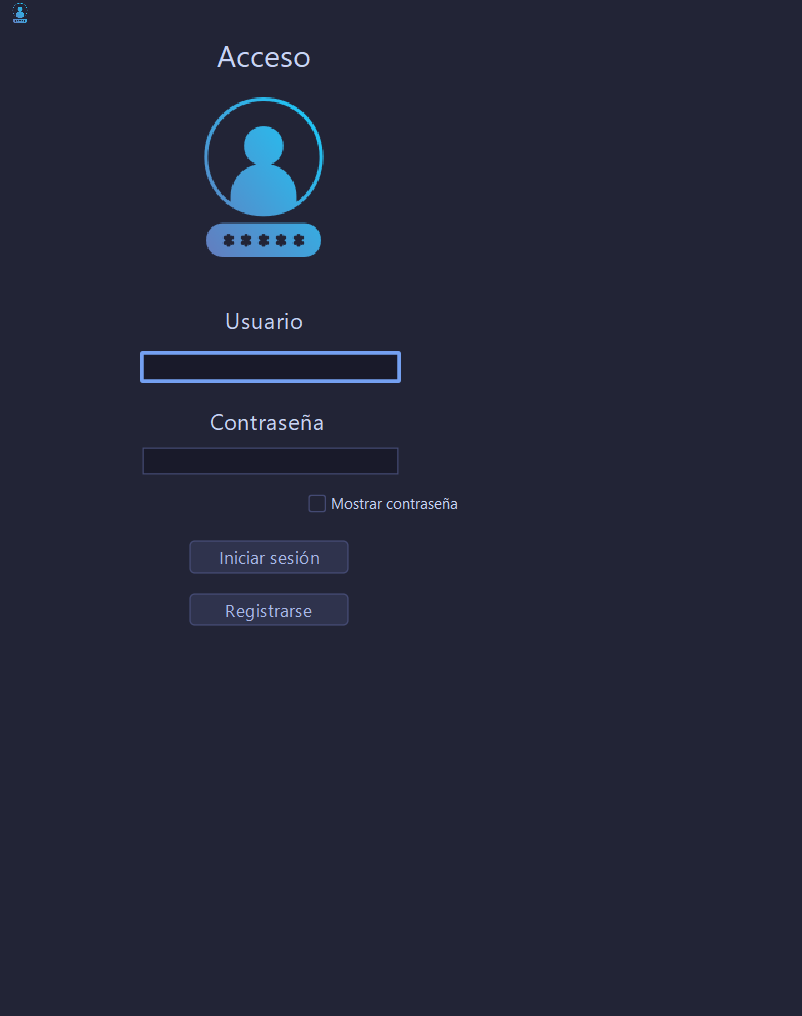 Acceso
*****
Usuario
Contraseña
Mostrar contraseña
Iniciar sesión
Registrarse